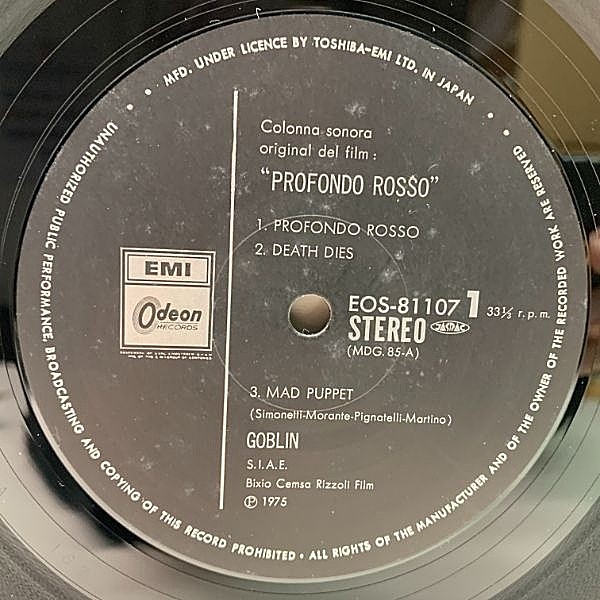 • MFD. UNDER LICENCE BY TOSHIBA-EMI LTD. IN JAPAN •
Colonna sonora
original del film :
“PROFONDO ROSSO”
1. PROFONDO ROSSO
2. DEATH DIES
EMI
Odeon
RECORDS
EOS-81107 1 33⅓ r.p.m.
STEREO JASRAC
(MDG. 85-A)
3. MAD PUPPET
(Simonetti-Morante-Pignatelli-Martino)
GOBLIN
S.I.A.E.
Bixio Cemsa Rizzoli Film
℗ 1975
• UNAUTHORIZED PUBLIC PERFORMANCE, BROADCASTING AND COPYING OF THIS RECORD PROHIBITED • ALL RIGHTS OF THE MANUFACTURER AND OF THE OWNER OF THE RECORDED WORK ARE RESERVED •